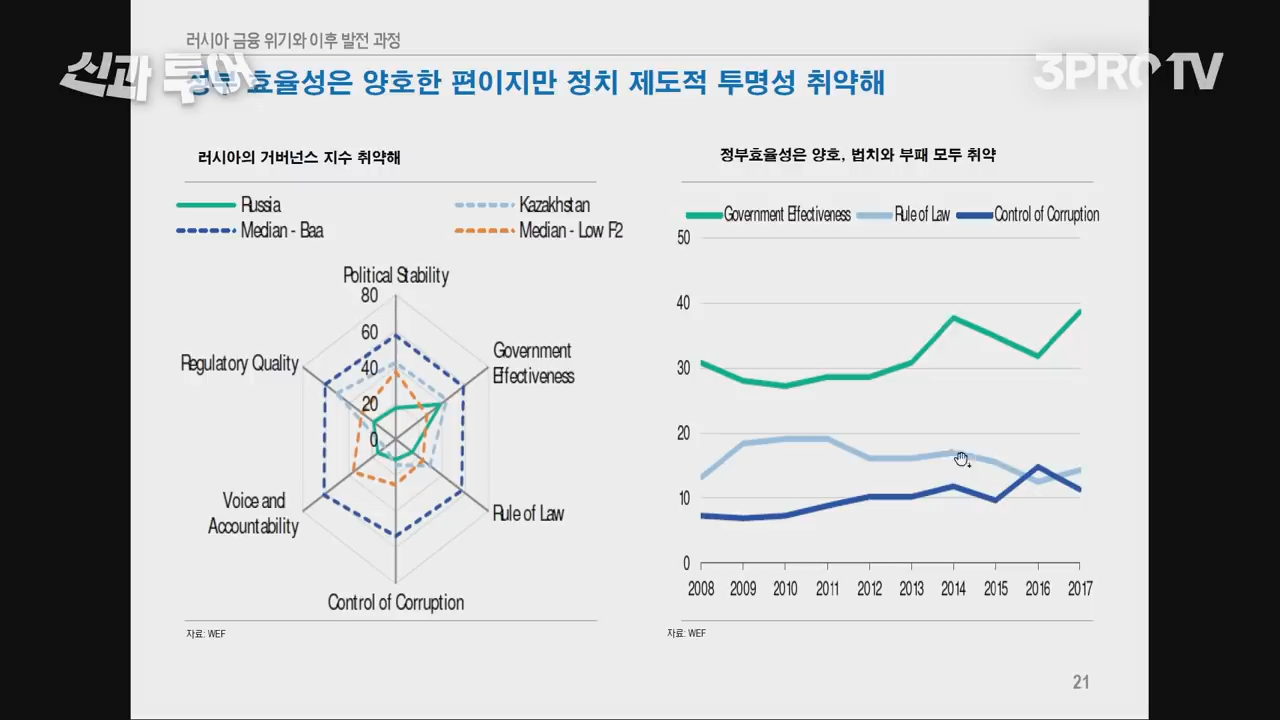 러시아 금융 위기와 이후 발전 과정
신과 투어
3PROTV
정부 효율성은 양호한 편이지만 정치 제도적 투명성 취약해
러시아의 거버넌스 지수 취약해
Russia
Kazakhstan
Median - Baa
Median - Low F2
Political Stability
80
60
40
20
0
Government
Effectiveness
Regulatory Quality
Voice and
Accountability
Rule of Law
Control of Corruption
자료: WEF
정부효율성은 양호, 법치와 부패 모두 취약
Government Effectiveness
Rule of Law
Control of Corruption
50
40
30
20
10
0
2008 2009 2010 2011 2012 2013 2014 2015 2016 2017
자료: WEF
21